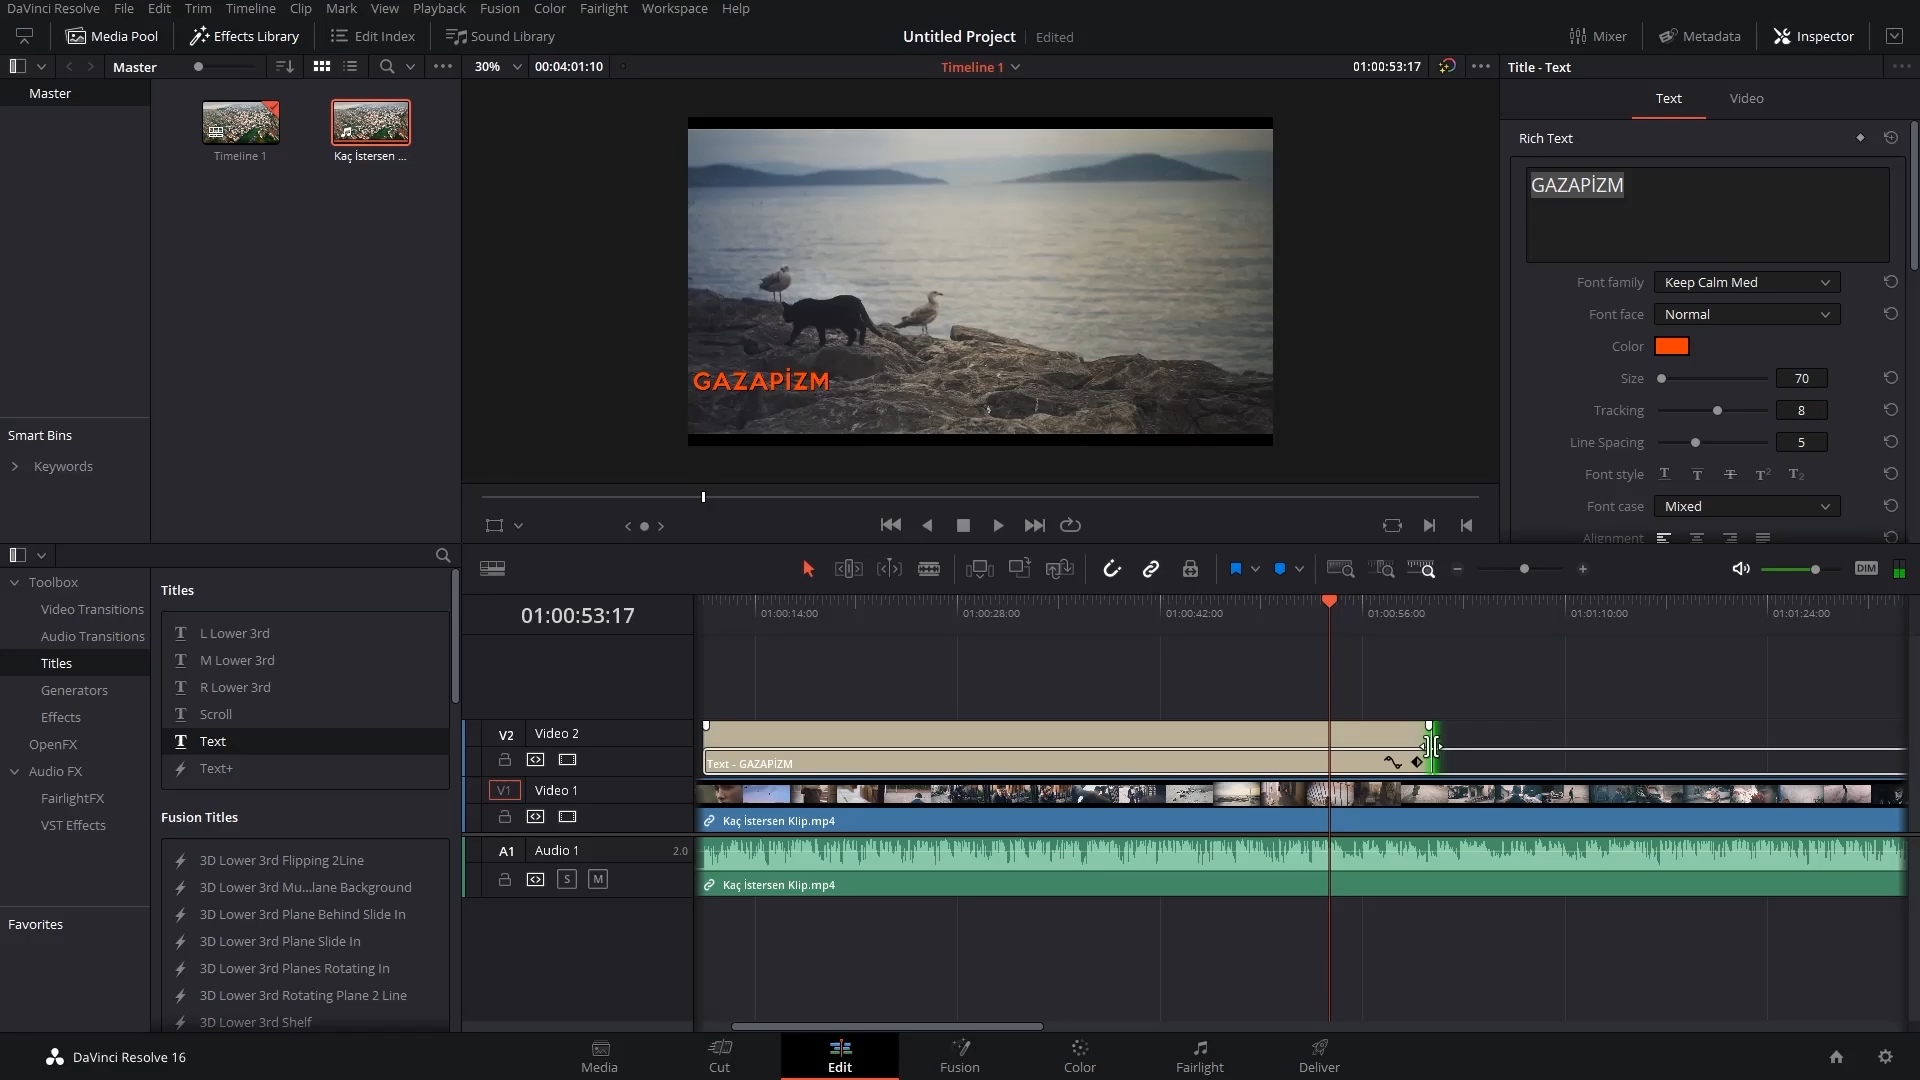 DaVinci Resolve File Edit Trim Timeline Clip Mark View Playback Fusion Color Fairlight Workspace Help
Media Pool Effects Library Edit Index Sound Library Untitled Project Edited Mixer Metadata Inspector
Master 30% 00:04:01:10 Timeline 1 01:00:53:17 Title - Text
Master
Timeline 1 Kaç İstersen ...
Text Video
Rich Text
GAZAPİZM
Font family Keep Calm Med
Font face Normal
Color
Size 70
Tracking 8
Line Spacing 5
Font style
Font case Mixed
Alignment
GAZAPİZM
Smart Bins
Keywords
Toolbox
Video Transitions
Audio Transitions
Titles
Generators
Effects
OpenFX
Audio FX
FairlightFX
VST Effects
Favorites
Titles
L Lower 3rd
M Lower 3rd
R Lower 3rd
Scroll
Text
Text+
Fusion Titles
3D Lower 3rd Flipping 2Line
3D Lower 3rd Mu...lane Background
3D Lower 3rd Plane Behind Slide In
3D Lower 3rd Plane Slide In
3D Lower 3rd Planes Rotating In
3D Lower 3rd Rotating Plane 2 Line
3D Lower 3rd Shelf
DIM
01:00:53:17 01:00:14:00 01:00:28:00 01:00:42:00 01:00:56:00 01:01:10:00 01:01:24:00
V2 Video 2
Text - GAZAPİZM
V1 Video 1
Kaç İstersen Klip.mp4
A1 Audio 1 2.0
S M
Kaç İstersen Klip.mp4
DaVinci Resolve 16
Media Cut Edit Fusion Color Fairlight Deliver